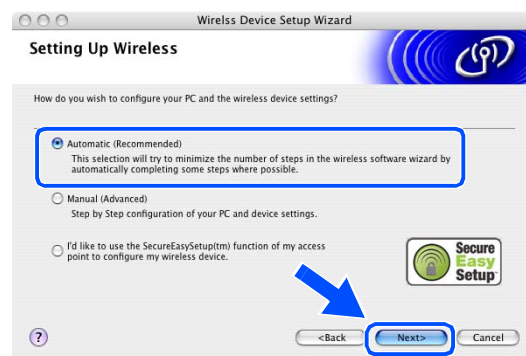 Wirelss Device Setup Wizard
Setting Up Wireless
How do you wish to configure your PC and the wireless device settings?
Automatic (Recommended)
This selection will try to minimize the number of steps in the wireless software wizard by
automatically completing some steps where possible.
Manual (Advanced)
Step by Step configuration of your PC and device settings.
I'd like to use the SecureEasySetup(tm) function of my access
point to configure my wireless device.
Secure
Easy
Setup
?
<Back
Next>
Cancel